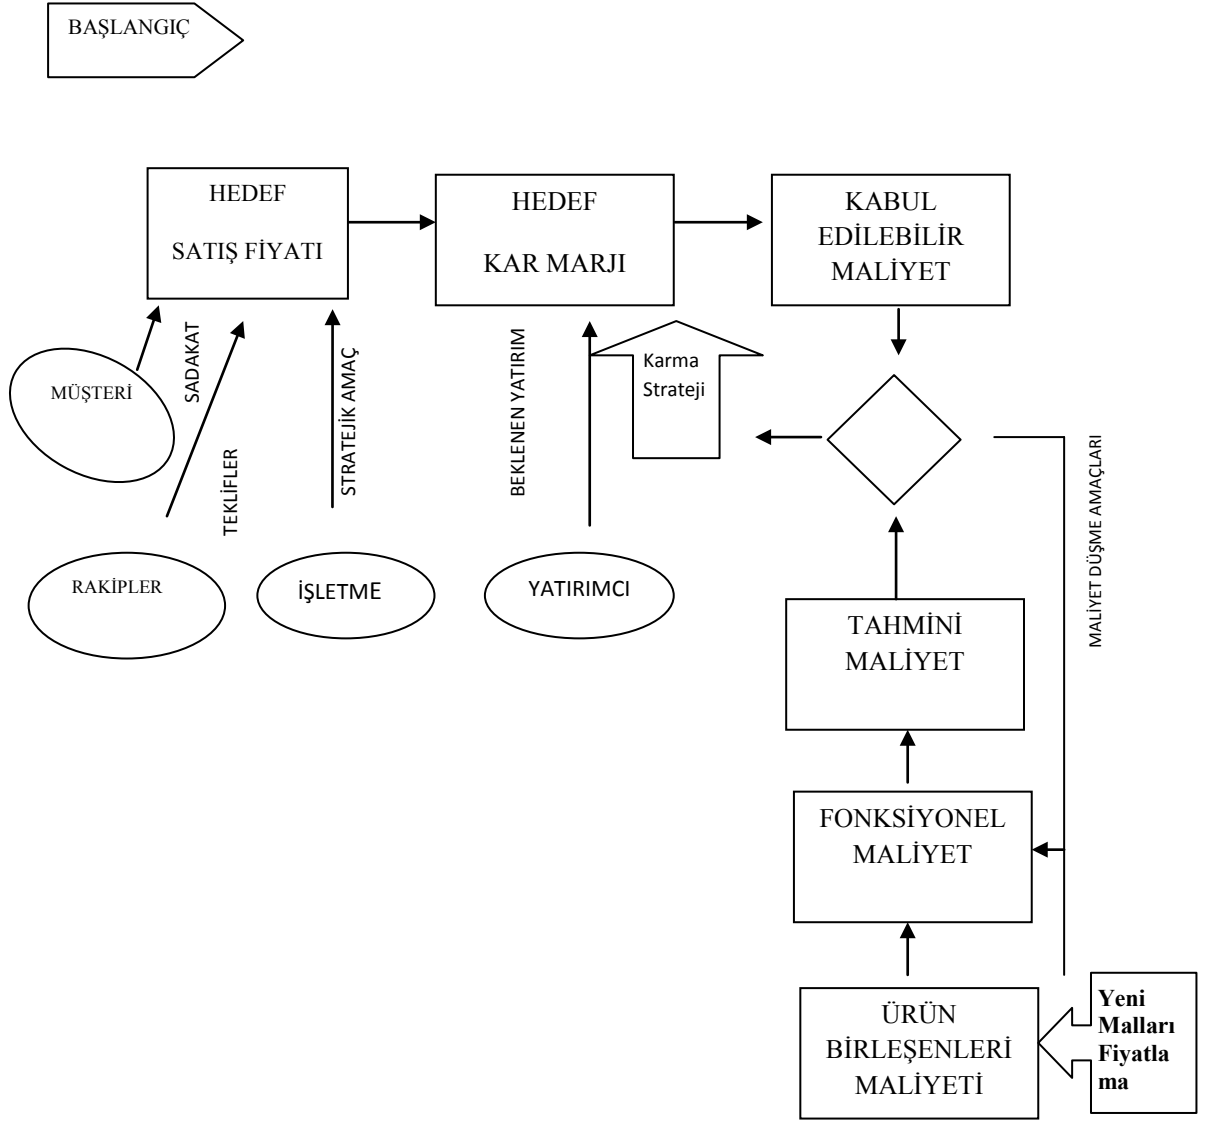 BAŞLANGIÇ
HEDEF
SATIŞ FİYATI
HEDEF
KAR MARJI
KABUL
EDİLEBİLİR
MALİYET
MÜŞTERİ
SADAKAT
TEKLİFLER
STRATEJİK AMAÇ
BEKLENEN YATIRIM
Karma
Strateji
MALİYET DÜŞME AMAÇLARI
RAKİPLER
İŞLETME
YATIRIMCI
TAHMİNİ
MALİYET
FONKSİYONEL
MALİYET
ÜRÜN
BİRLEŞENLERİ
MALİYETİ
Yeni
Malları
Fiyatla
ma